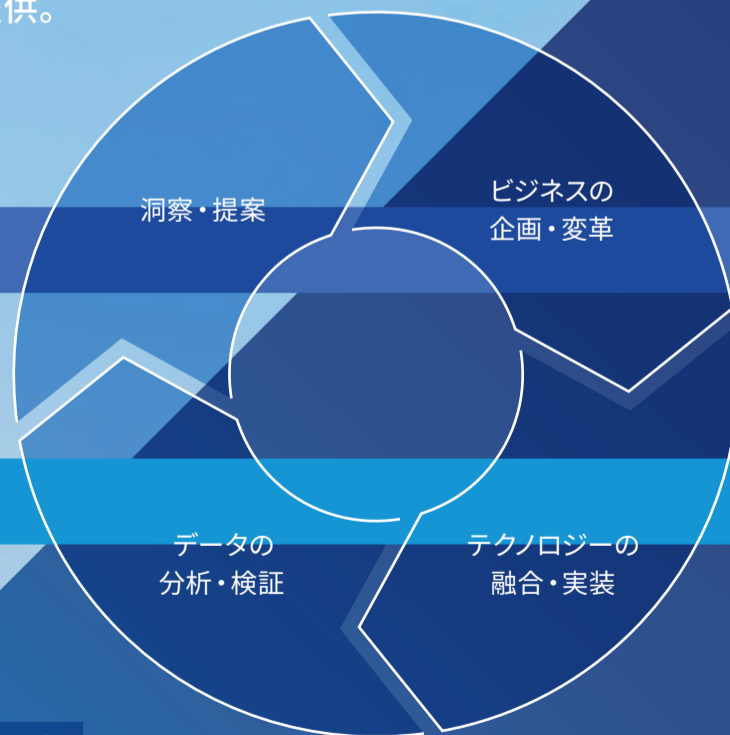 供。
洞察・提案
ビジネスの
企画・変革
データの
分析・検証
テクノロジーの
融合・実装